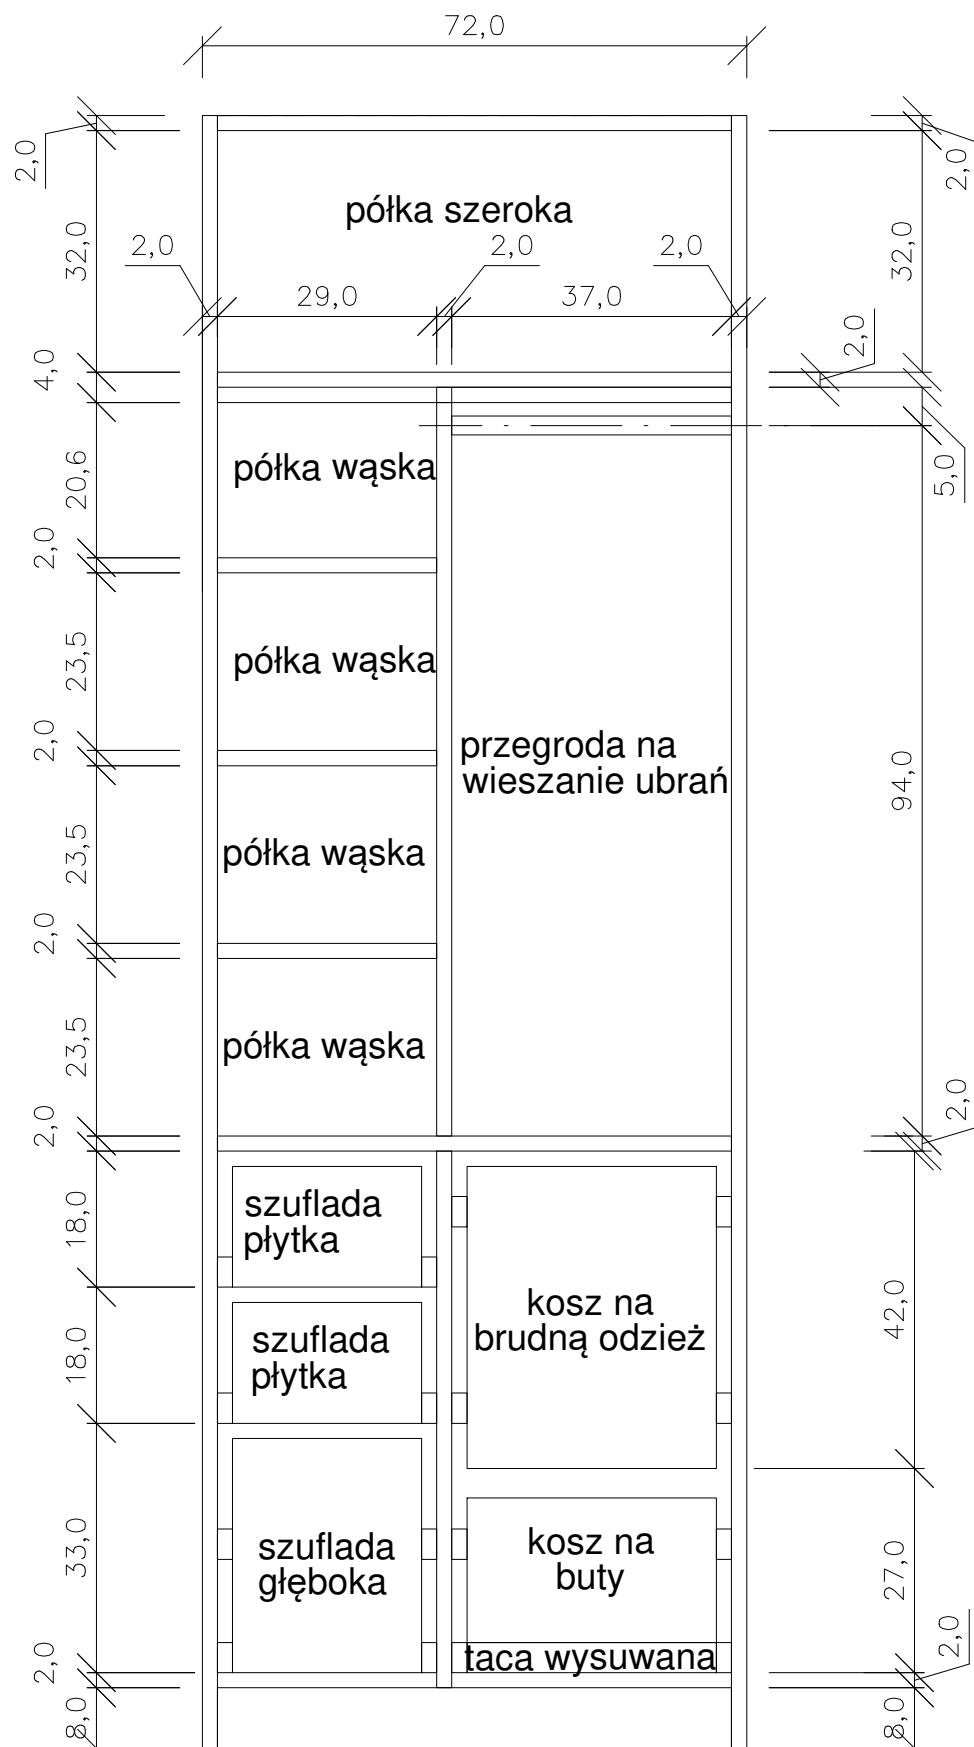 72,0
2,0
2,0
półka szeroka
32,0
32,0
2,0
2,0
2,0
29,0
37,0
2,0
4,0
20,6
półka wąska
5,0
2,0
23,5
półka wąska
2,0
przegroda na
wieszanie ubrań
94,0
23,5
półka wąska
2,0
23,5
półka wąska
2,0
2,0
18,0
szuflada
płytka
kosz na
brudną odzież
42,0
18,0
szuflada
płytka
33,0
szuflada
głęboka
kosz na
buty
27,0
2,0
taca wysuwana
2,0
8,0
8,0